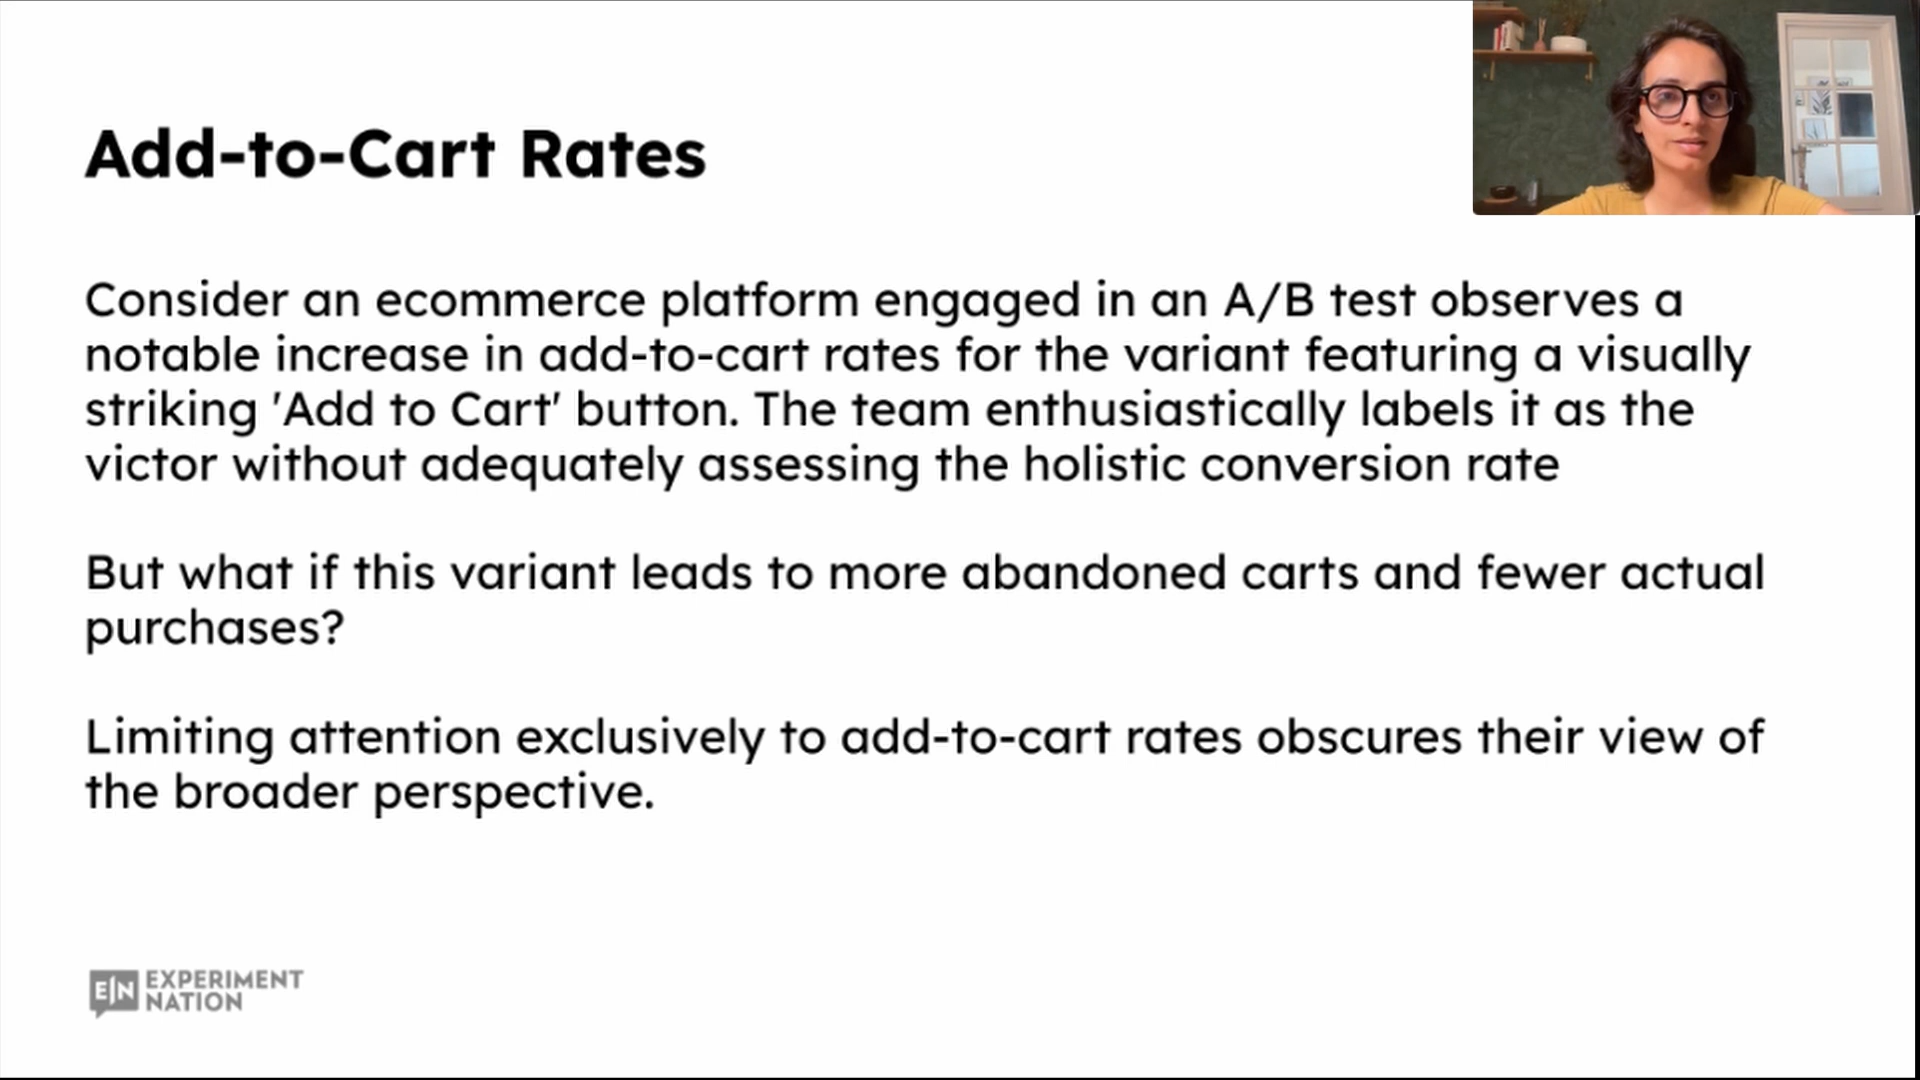 Add-to-Cart Rates
Consider an ecommerce platform engaged in an A/B test observes a
notable increase in add-to-cart rates for the variant featuring a visually
striking 'Add to Cart' button. The team enthusiastically labels it as the
victor without adequately assessing the holistic conversion rate
But what if this variant leads to more abandoned carts and fewer actual
purchases?
Limiting attention exclusively to add-to-cart rates obscures their view of
the broader perspective.
E|N EXPERIMENT
NATION